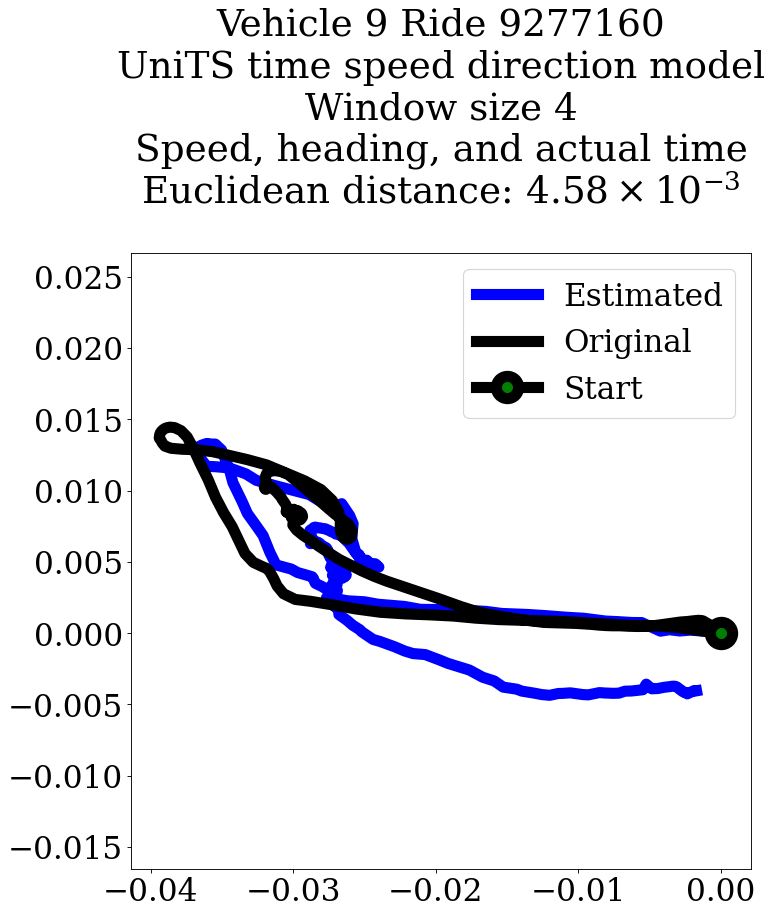 Vehicle 9 Ride 9277160
UniTS time speed direction model
Window size 4
Speed, heading, and actual time
Euclidean distance: 4.58 × 10⁻³
Estimated
Original
Start
0.025
0.020
0.015
0.010
0.005
0.000
−0.005
−0.010
−0.015
−0.04 −0.03 −0.02 −0.01 0.00